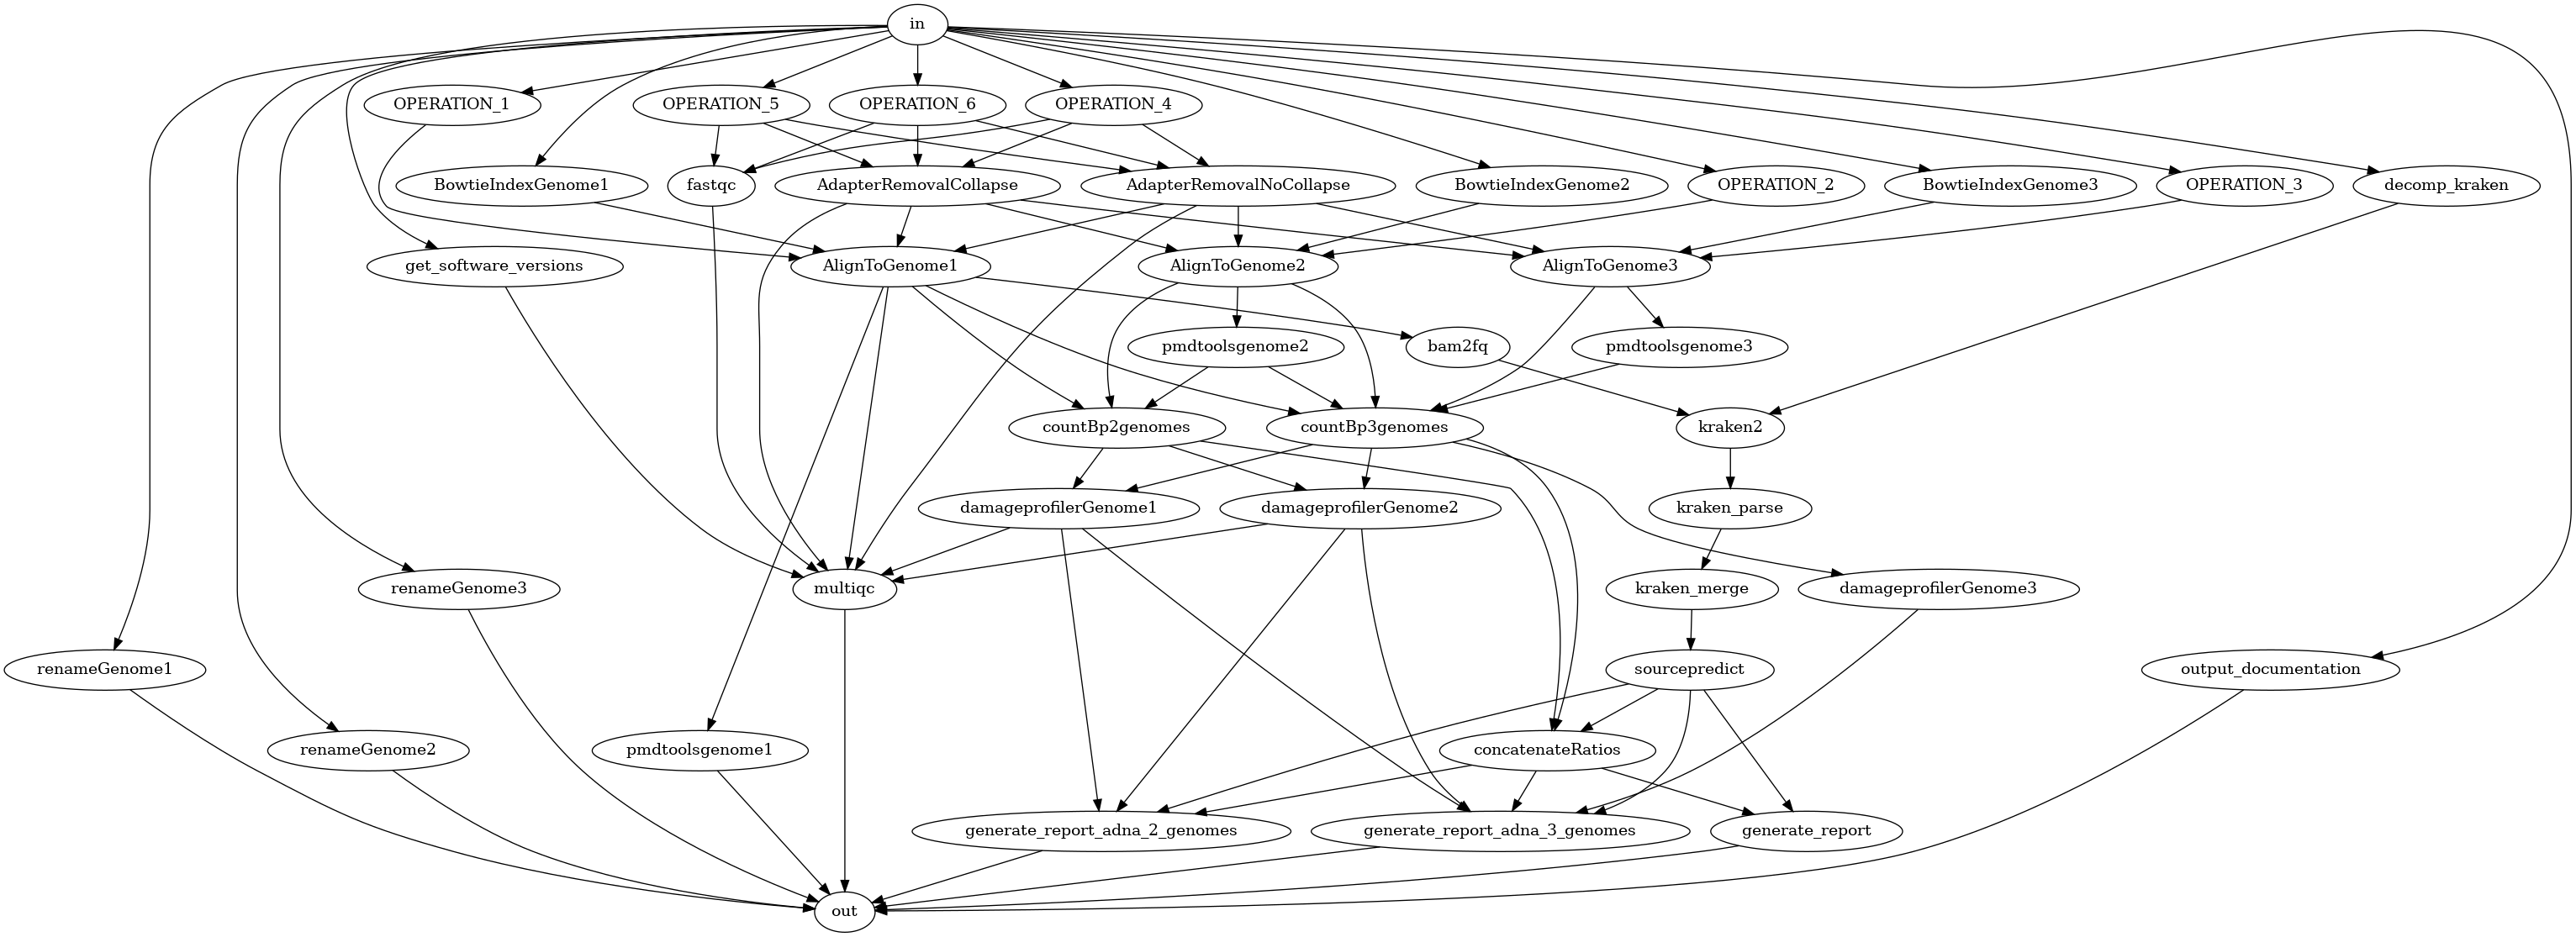 in
OPERATION_1
OPERATION_5
OPERATION_6
OPERATION_4
BowtieIndexGenome1
fastqc
AdapterRemovalCollapse
AdapterRemovalNoCollapse
BowtieIndexGenome2
OPERATION_2
BowtieIndexGenome3
OPERATION_3
decomp_kraken
get_software_versions
AlignToGenome1
AlignToGenome2
AlignToGenome3
pmdtoolsgenome2
bam2fq
pmdtoolsgenome3
countBp2genomes
countBp3genomes
kraken2
damageprofilerGenome1
damageprofilerGenome2
kraken_parse
renameGenome3
multiqc
kraken_merge
damageprofilerGenome3
renameGenome1
sourcepredict
output_documentation
renameGenome2
pmdtoolsgenome1
concatenateRatios
generate_report_adna_2_genomes
generate_report_adna_3_genomes
generate_report
out